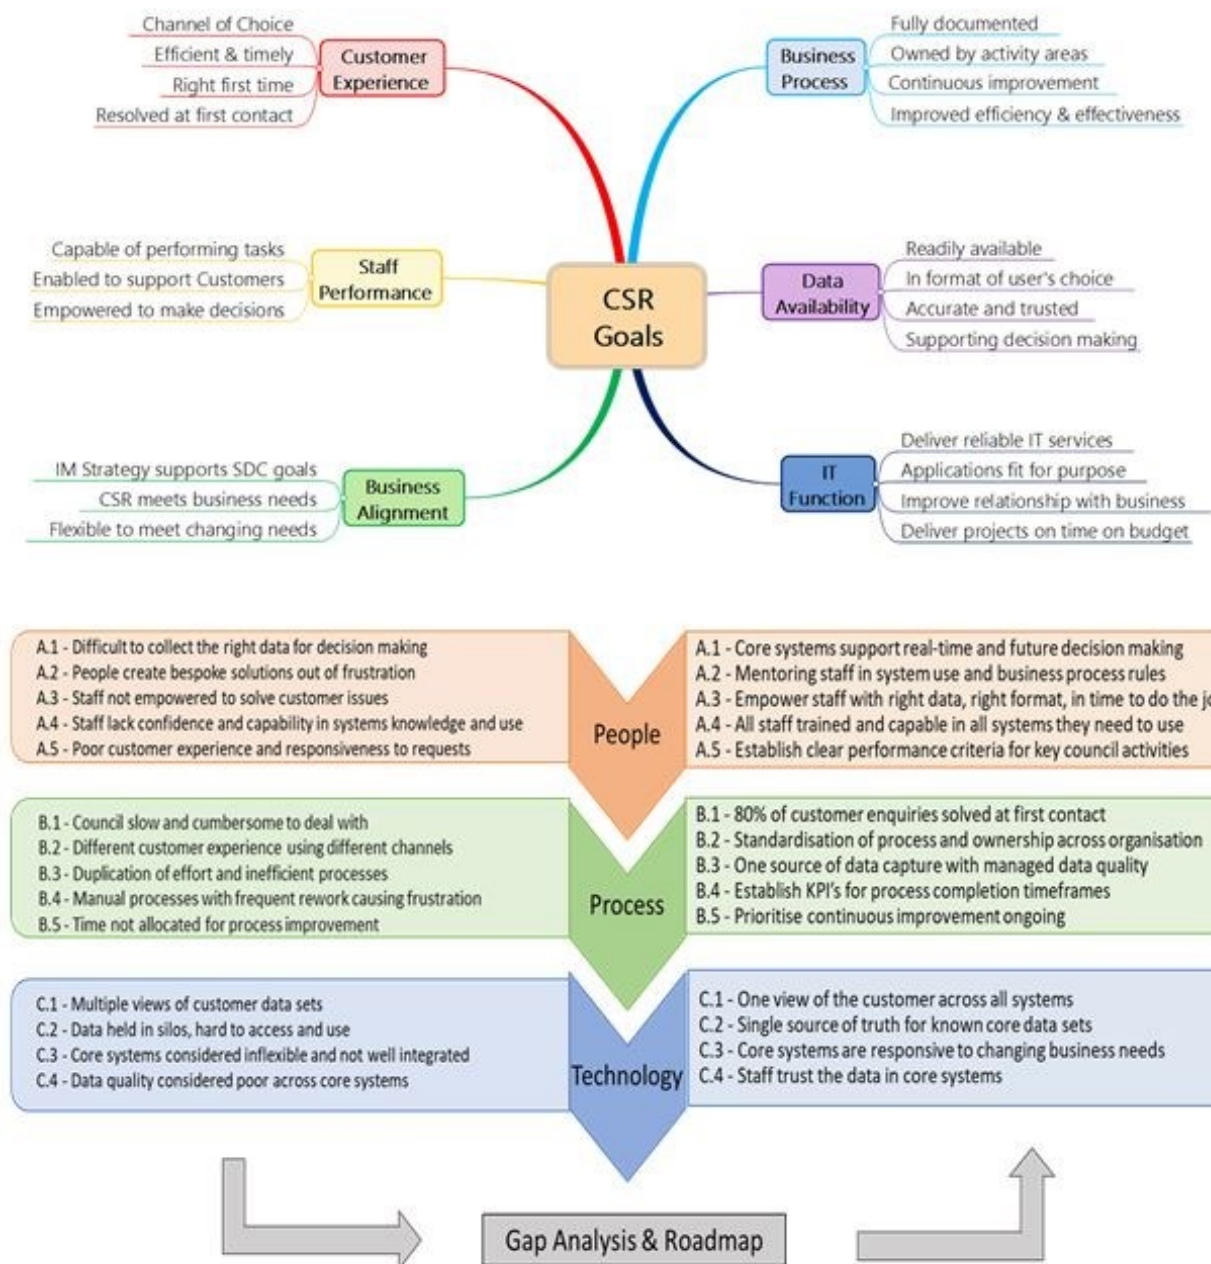 Channel of Choice
Efficient & timely
Right first time
Resolved at first contact
Customer
Experience
Business
Process
Fully documented
Owned by activity areas
Continuous improvement
Improved efficiency & effectiveness
Capable of performing tasks
Enabled to support Customers
Empowered to make decisions
Staff
Performance
CSR
Goals
Data
Availability
Readily available
In format of user's choice
Accurate and trusted
Supporting decision making
IM Strategy supports SDC goals
CSR meets business needs
Flexible to meet changing needs
Business
Alignment
IT
Function
Deliver reliable IT services
Applications fit for purpose
Improve relationship with business
Deliver projects on time on budget
A.1 - Difficult to collect the right data for decision making
A.2 - People create bespoke solutions out of frustration
A.3 - Staff not empowered to solve customer issues
A.4 - Staff lack confidence and capability in systems knowledge and use
A.5 - Poor customer experience and responsiveness to requests
People
A.1 - Core systems support real-time and future decision making
A.2 - Mentoring staff in system use and business process rules
A.3 - Empower staff with right data, right format, in time to do the
A.4 - All staff trained and capable in all systems they need to use
A.5 - Establish clear performance criteria for key council activities
B.1 - Council slow and cumbersome to deal with
B.2 - Different customer experience using different channels
B.3 - Duplication of effort and inefficient processes
B.4 - Manual processes with frequent rework causing frustration
B.5 - Time not allocated for process improvement
Process
B.1 - 80% of customer enquiries solved at first contact
B.2 - Standardisation of process and ownership across organisation
B.3 - One source of data capture with managed data quality
B.4 - Establish KPI's for process completion timeframes
B.5 - Prioritise continuous improvement ongoing
C.1 - Multiple views of customer data sets
C.2 - Data held in silos, hard to access and use
C.3 - Core systems considered inflexible and not well integrated
C.4 - Data quality considered poor across core systems
Technology
C.1 - One view of the customer across all systems
C.2 - Single source of truth for known core data sets
C.3 - Core systems are responsive to changing business needs
C.4 - Staff trust the data in core systems
Gap Analysis & Roadmap